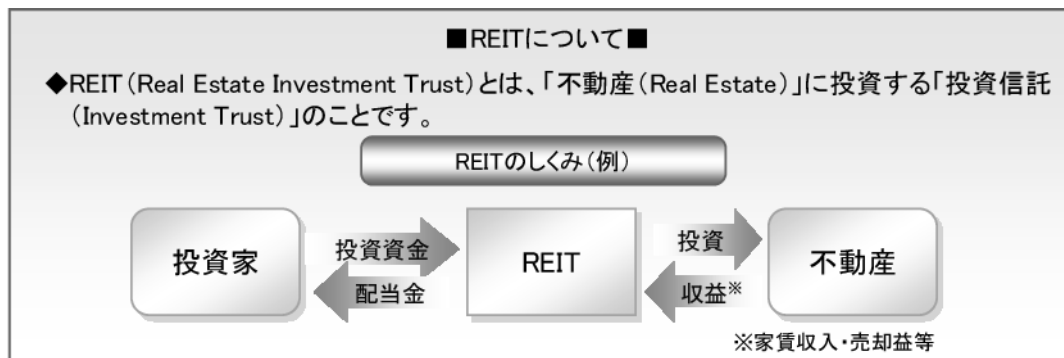 ■REITについて■
◆REIT(Real Estate Investment Trust)とは、「不動産(Real Estate)」に投資する「投資信託
(Investment Trust)」のことです。
REITのしくみ(例)
投資家
投資資金
配当金
REIT
投資
収益※
不動産
※家賃収入・売却益等